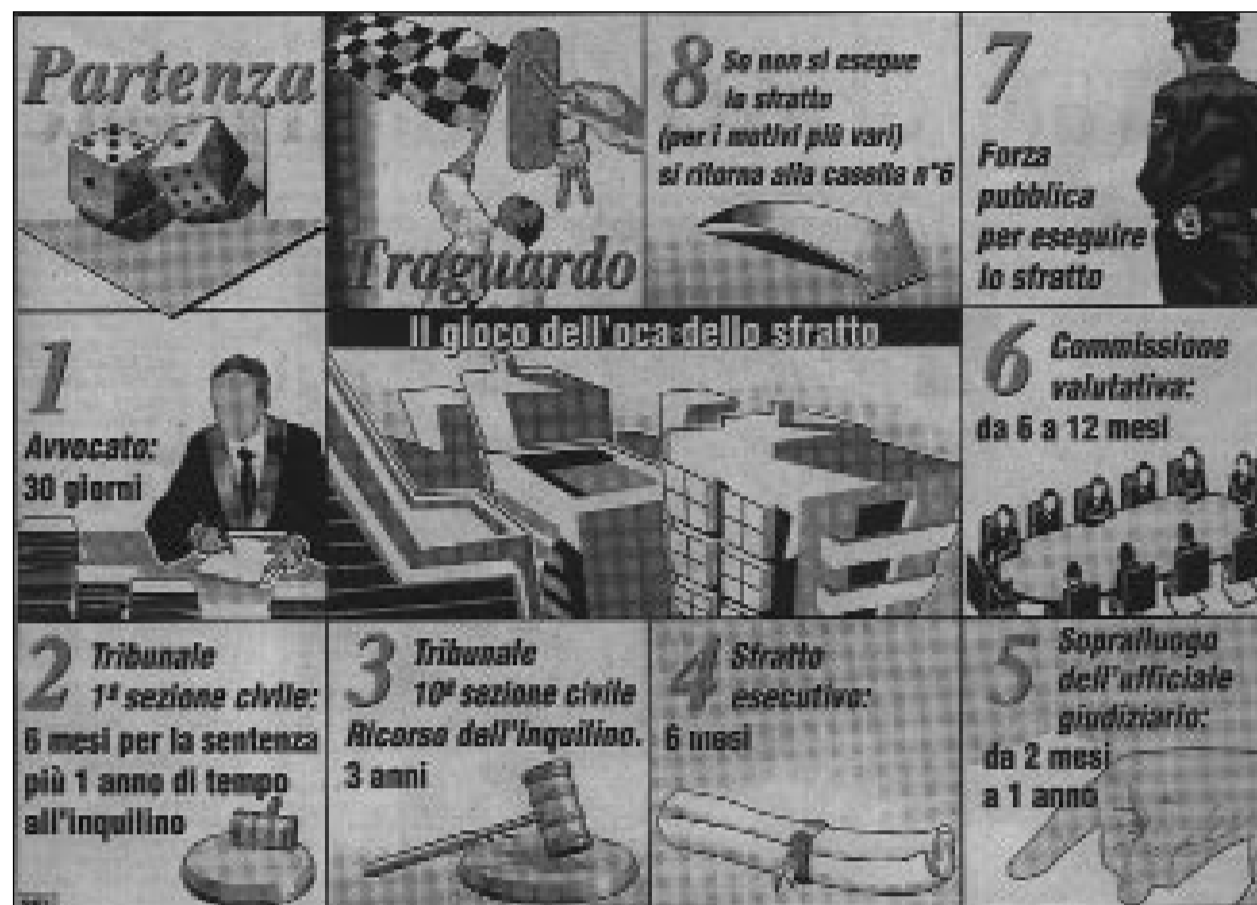 Partenza
Traguardo
8 Se non si esegue
lo sfratto
(per i motivi più vari)
si ritorna alla casella n°6
7
Forza
pubblica
per eseguire
lo sfratto
Il gioco dell'oca dello sfratto
1
Avvocato:
30 giorni
6 Commissione
valutativa:
da 6 a 12 mesi
2 Tribunale
1ª sezione civile:
6 mesi per la sentenza
più 1 anno di tempo
all'inquilino
3 Tribunale
10ª sezione civile
Ricorso dell'inquilino.
3 anni
4 Sfratto
esecutivo:
6 mesi
5 Sopralluogo
dell'ufficiale
giudiziario:
da 2 mesi
a 1 anno